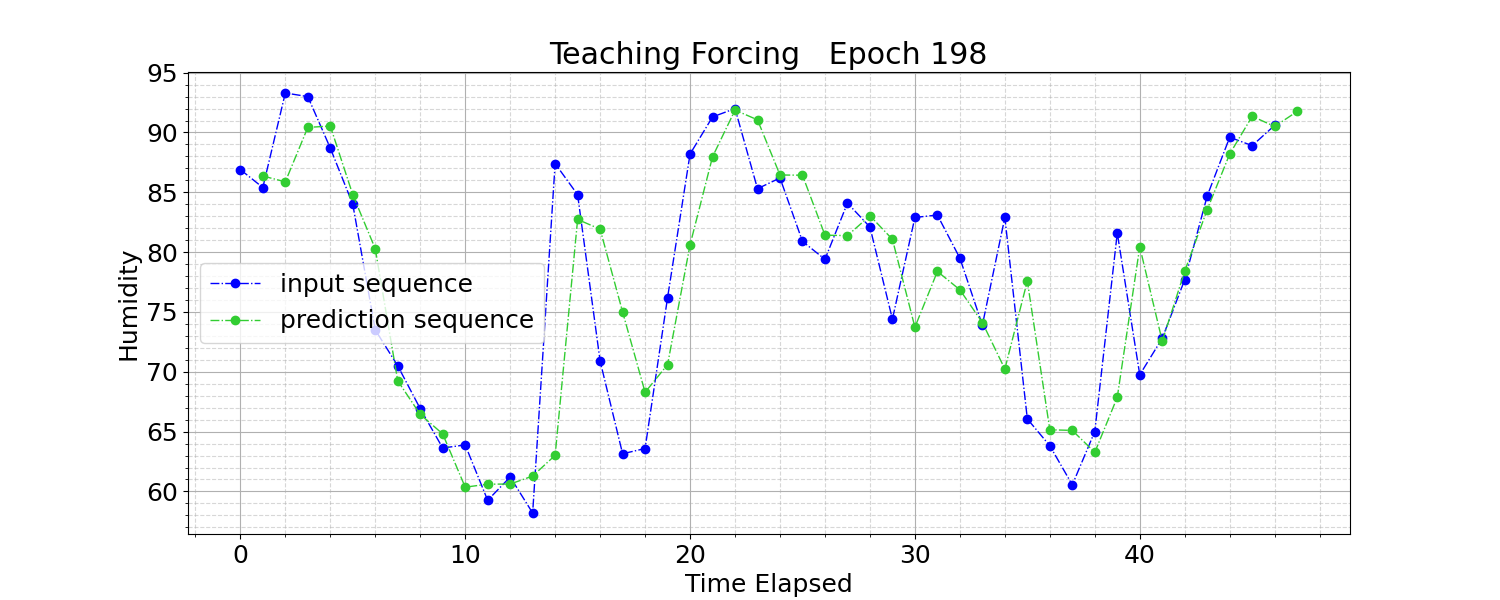 Teaching Forcing   Epoch 198
95
90
85
80
75
70
65
60
Humidity
input sequence
prediction sequence
0 10 20 30 40
Time Elapsed